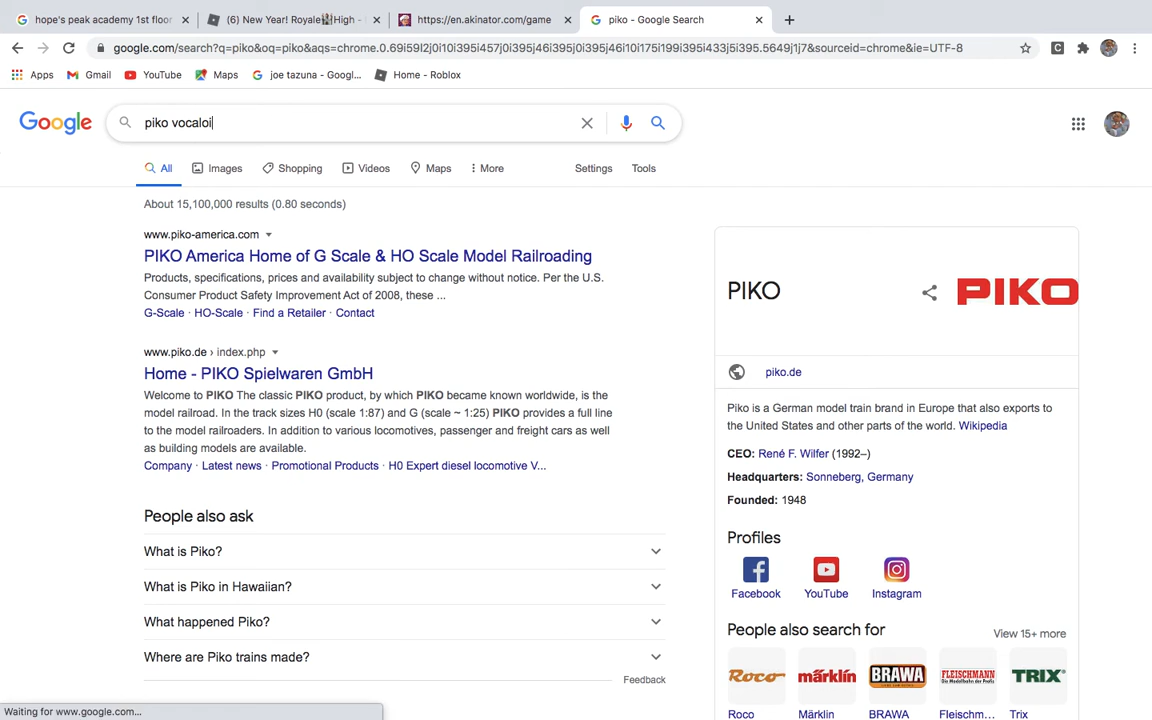 hope's peak academy 1st floor
(6) New Year! Royale High -
https://en.akinator.com/game
piko - Google Search
google.com/search?q=piko&oq=piko&aqs=chrome.0.69i59l2j0i10i395i457j0i395j46i395j0i395j46i10i175i199i395i433j5i395.5649j1j7&sourceid=chrome&ie=UTF-8
Apps Gmail YouTube Maps joe tazuna - Googl... Home - Roblox
Google
piko vocaloi
All Images Shopping Videos Maps More Settings Tools
About 15,100,000 results (0.80 seconds)
www.piko-america.com
PIKO America Home of G Scale & HO Scale Model Railroading
Products, specifications, prices and availability subject to change without notice. Per the U.S.
Consumer Product Safety Improvement Act of 2008, these ...
G-Scale · HO-Scale · Find a Retailer · Contact
www.piko.de › index.php
Home - PIKO Spielwaren GmbH
Welcome to PIKO The classic PIKO product, by which PIKO became known worldwide, is the
model railroad. In the track sizes H0 (scale 1:87) and G (scale ~ 1:25) PIKO provides a full line
to the model railroaders. In addition to various locomotives, passenger and freight cars as well
as building models are available.
Company · Latest news · Promotional Products · H0 Expert diesel locomotive V...
People also ask
What is Piko?
What is Piko in Hawaiian?
What happened Piko?
Where are Piko trains made?
Feedback
PIKO
PIKO
piko.de
Piko is a German model train brand in Europe that also exports to
the United States and other parts of the world. Wikipedia
CEO: René F. Wilfer (1992–)
Headquarters: Sonneberg, Germany
Founded: 1948
Profiles
Facebook YouTube Instagram
People also search for View 15+ more
Roco märklin BRAWA FLEISCHMANN TRIX
Roco Märklin BRAWA Fleischm... Trix
Waiting for www.google.com...